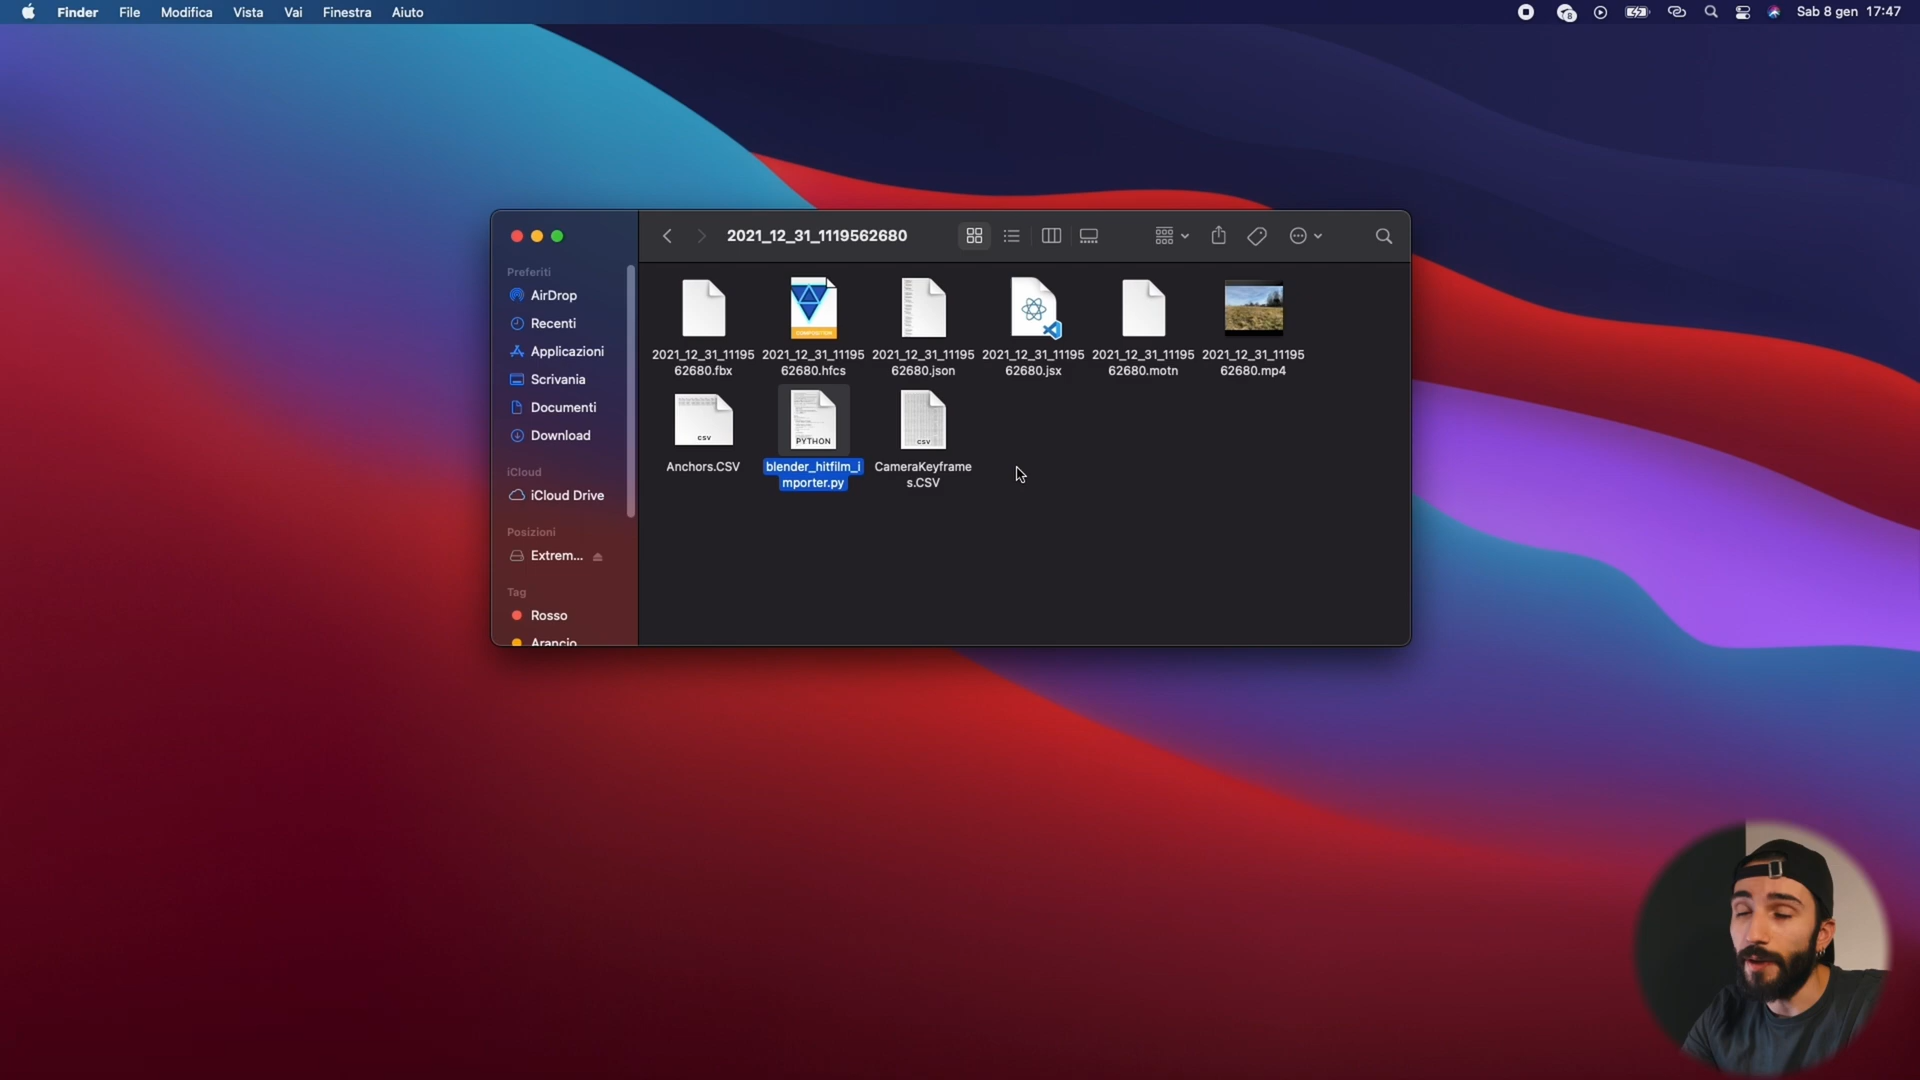 Finder File Modifica Vista Vai Finestra Aiuto
8
Sab 8 gen 17:47
2021_12_31_1119562680
Preferiti
AirDrop
Recenti
Applicazioni
Scrivania
Documenti
Download
iCloud
iCloud Drive
Posizioni
Extrem...
Tag
Rosso
Arancio
COMPOSITION
2021_12_31_11195
62680.fbx
2021_12_31_11195
62680.hfcs
2021_12_31_11195
62680.json
2021_12_31_11195
62680.jsx
2021_12_31_11195
62680.motn
2021_12_31_11195
62680.mp4
CSV
Anchors.CSV
PYTHON
blender_hitfilm_i
mporter.py
CSV
CameraKeyframe
s.CSV